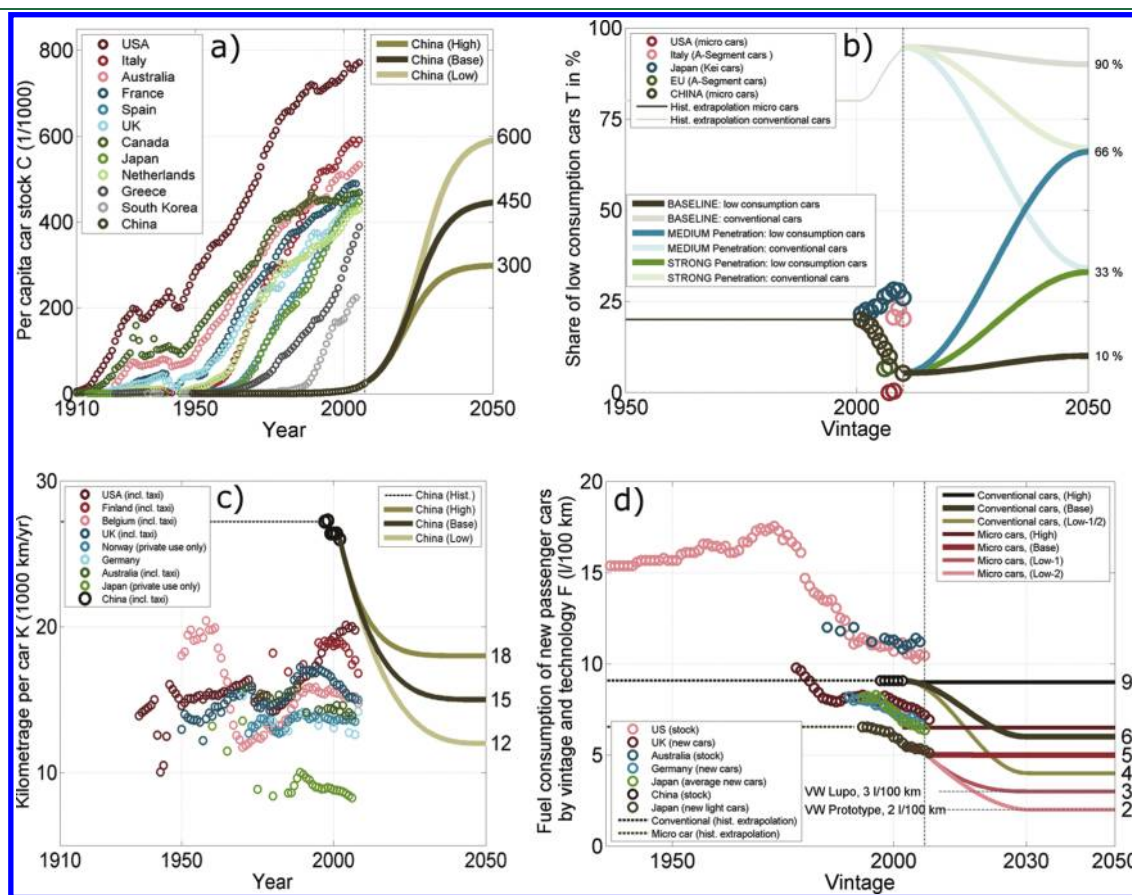 a)
Per capita car stock C (1/1000)
800
600
400
200
0
USA
Italy
Australia
France
Spain
UK
Canada
Japan
Netherlands
Greece
South Korea
China
China (High)
China (Base)
China (Low)
600
450
300
1910
1950
2000
2050
Year
b)
Share of low consumption cars T in %
100
75
50
25
0
USA (micro cars)
Italy (A-Segment cars )
Japan (Kei cars)
EU (A-Segment cars)
CHINA (micro cars)
Hist. extrapolation micro cars
Hist. extrapolation conventional cars
BASELINE: low consumption cars
BASELINE: conventional cars
MEDIUM Penetration: low consumption cars
MEDIUM Penetration: conventional cars
STRONG Penetration: low consumption cars
STRONG Penetration: conventional cars
90 %
66 %
33 %
10 %
1950
2000
2050
Vintage
c)
Kilometrage per car K (1000 km/yr)
30
20
10
USA (incl. taxi)
Finland (incl. taxi)
Belgium (incl. taxi)
UK (incl. taxi)
Norway (private use only)
Germany
Australia (incl. taxi)
Japan (private use only)
China (incl. taxi)
China (Hist.)
China (High)
China (Base)
China (Low)
18
15
12
1910
1950
2000
2050
Year
d)
Fuel consumption of new passenger cars
by vintage and technology F (l/100 km)
20
15
10
5
0
Conventional cars, (High)
Conventional cars, (Base)
Conventional cars, (Low-1/2)
Micro cars, (High)
Micro cars, (Base)
Micro cars, (Low-1)
Micro cars, (Low-2)
US (stock)
UK (new cars)
Australia (stock)
Germany (new cars)
Japan (average new cars)
China (stock)
Japan (new light cars)
Conventional (hist. extrapolation)
Micro car (hist. extrapolation)
VW Lupo, 3 l/100 km
VW Prototype, 2 l/100 km
9
6
5
4
3
2
1950
2000
2030
2050
Vintage